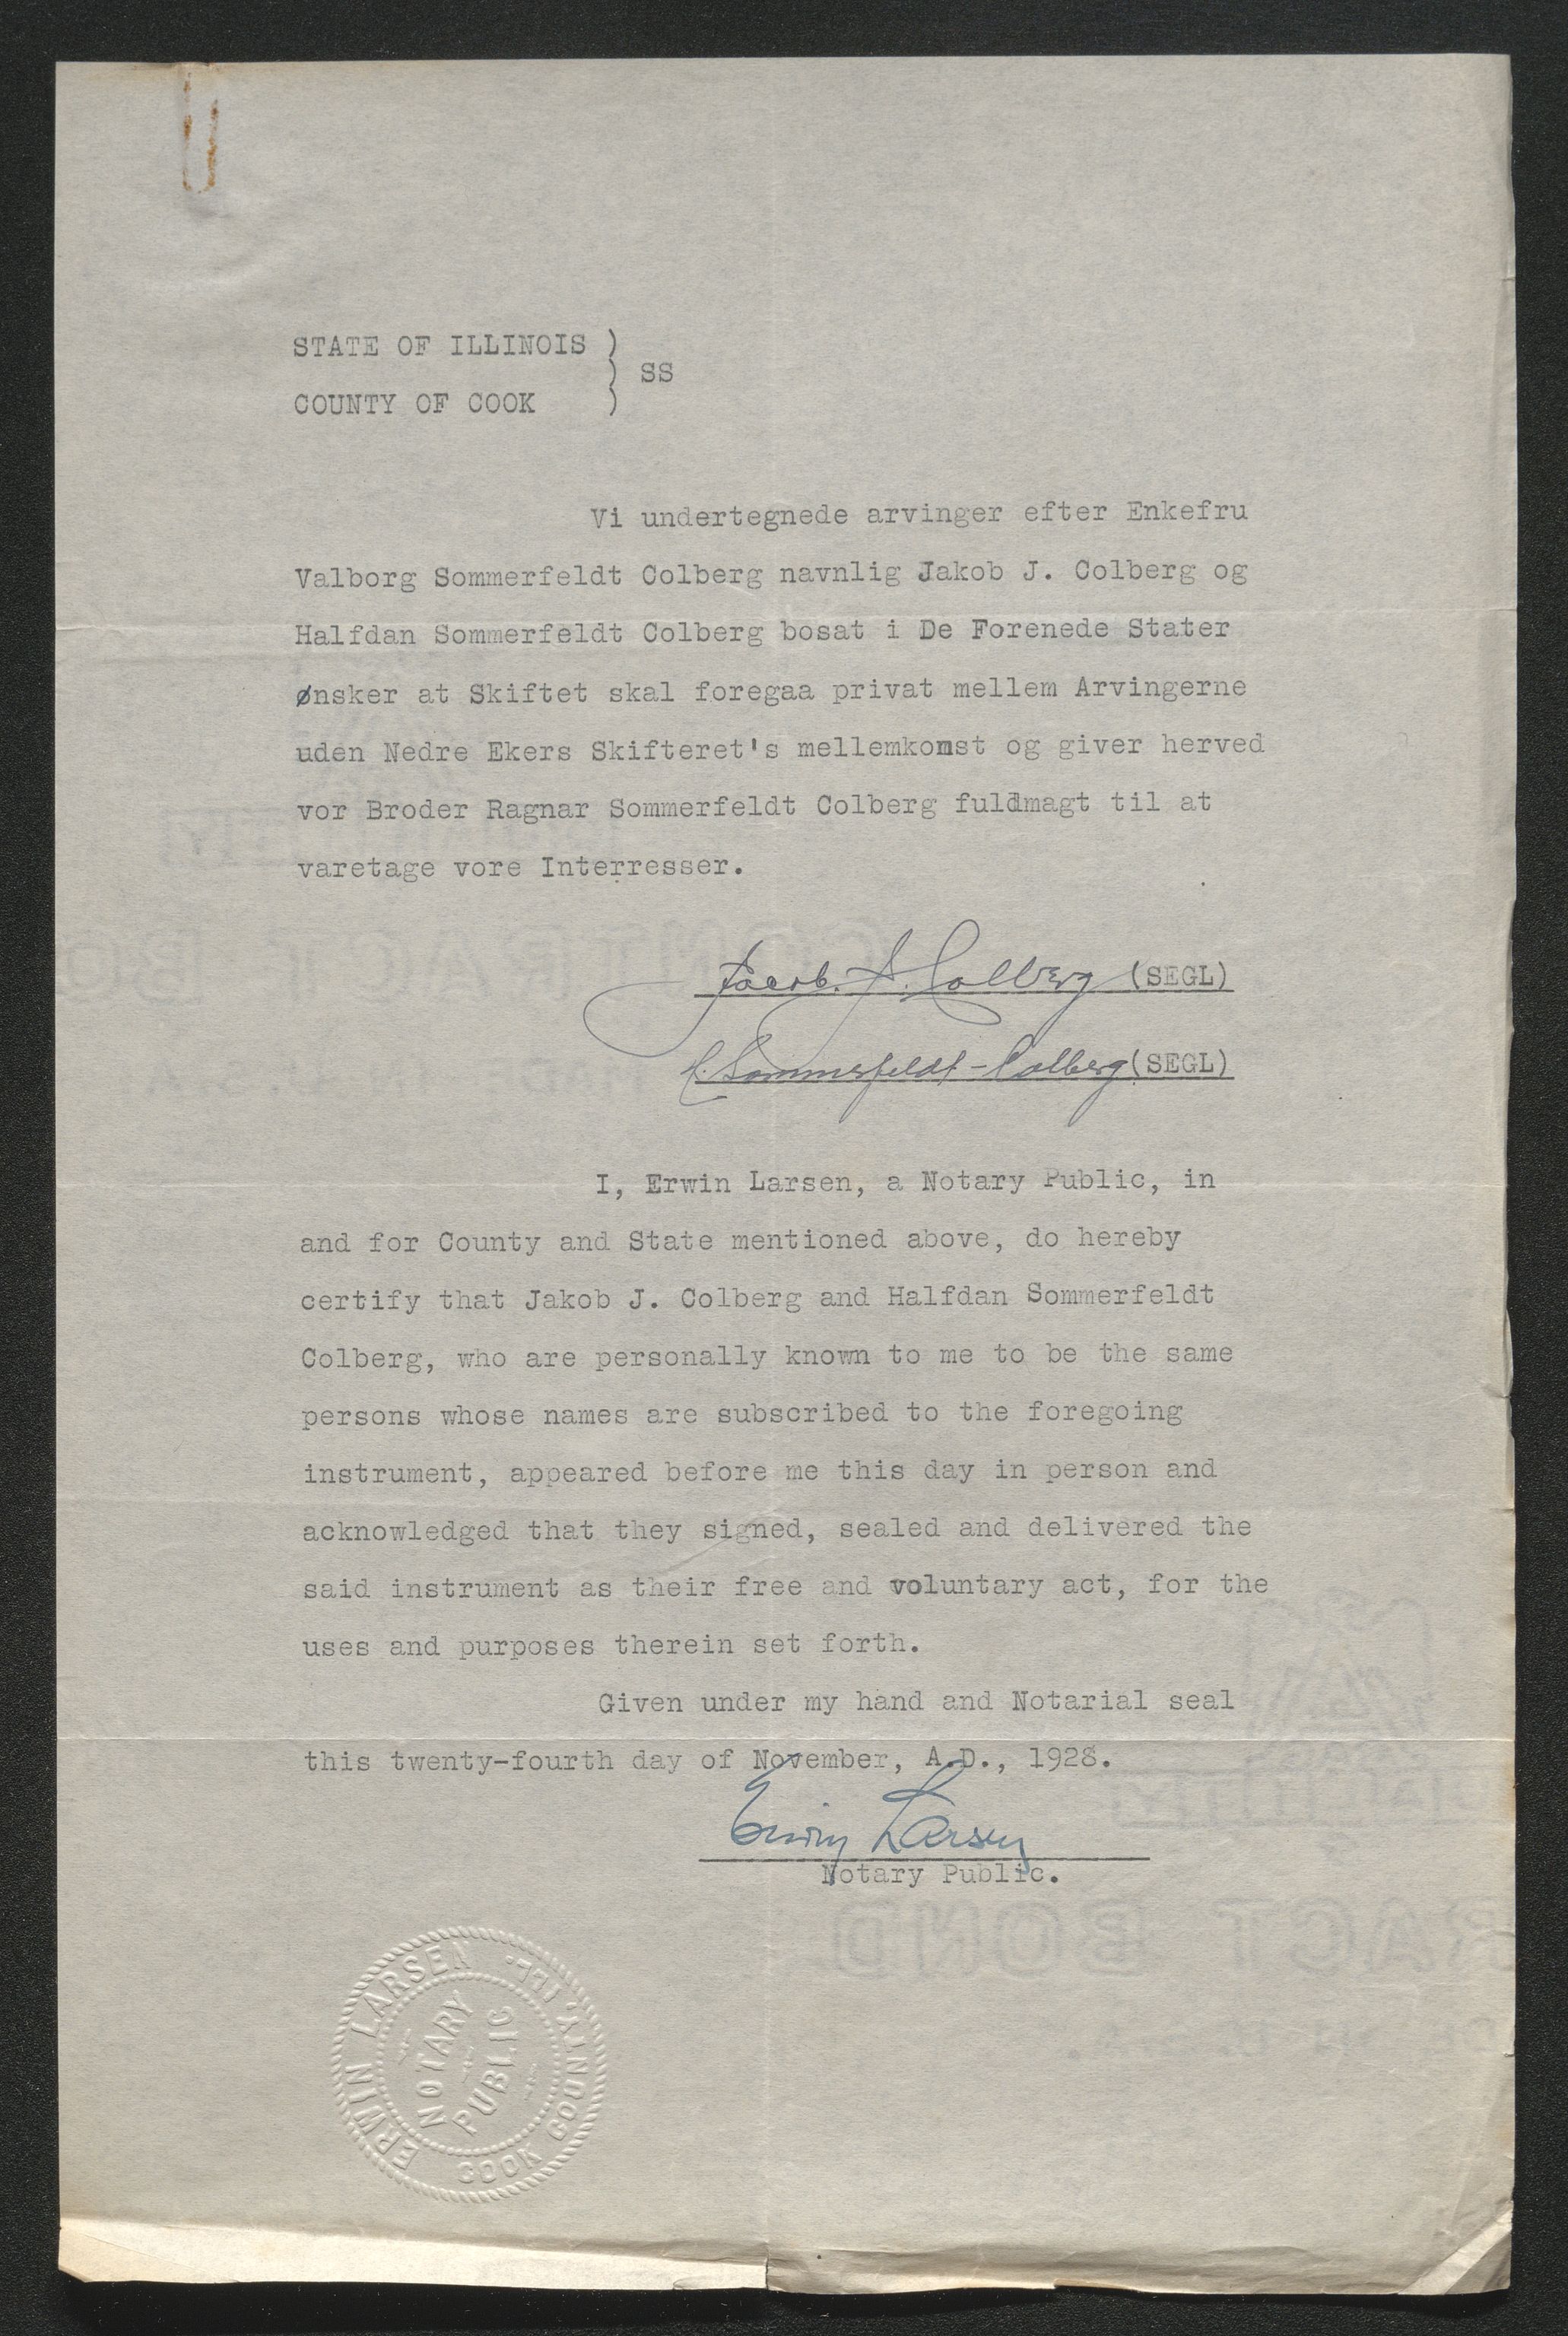 STATE OF ILLINOIS )
) SS
COUNTY OF COOK )
Vi undertegnede arvinger efter Enkefru
Valborg Sommerfeldt Colberg navnlig Jakob J. Colberg og
Halfdan Sommerfeldt Colberg bosat i De Forenede Stater
ønsker at Skiftet skal foregaa privat mellem Arvingerne
uden Nedre Ekers Skifteret's mellemkomst og giver herved
vor Broder Ragnar Sommerfeldt Colberg fuldmagt til at
varetage vore Interresser.
Jacob. J. Colberg (SEGL)
H. Sommerfeldt-Colberg (SEGL)
I, Erwin Larsen, a Notary Public, in
and for County and State mentioned above, do hereby
certify that Jakob J. Colberg and Halfdan Sommerfeldt
Colberg, who are personally known to me to be the same
persons whose names are subscribed to the foregoing
instrument, appeared before me this day in person and
acknowledged that they signed, sealed and delivered the
said instrument as their free and voluntary act, for the
uses and purposes therein set forth.
Given under my hand and Notarial seal
this twenty-fourth day of November, A.D., 1928.
Erwin Larsen
Notary Public.
ERWIN LARSEN
NOTARY
PUBLIC
COOK COUNTY, ILL.
RACT BOND